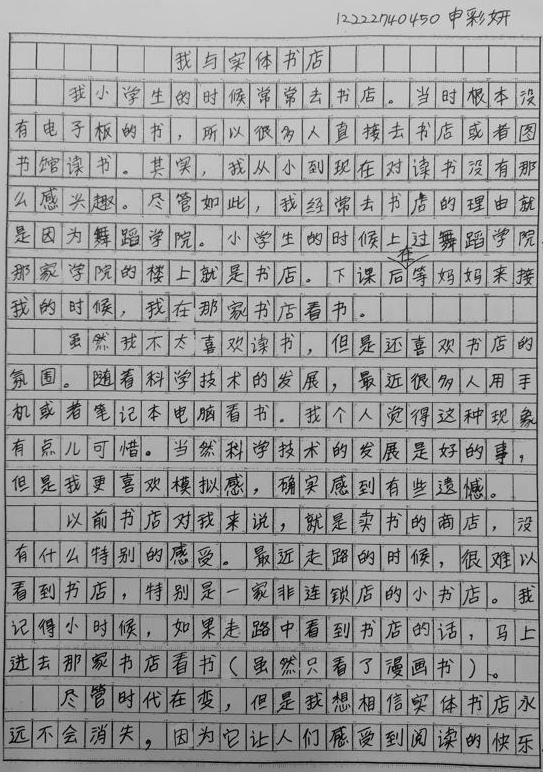 12222740450 申彩妍
我与实体书店
我小学生的时候常常去书店。当时根本没
有电子板的书，所以很多人直接去书店或者图
书馆读书。其实，我从小到现在对读书没有那
么感兴趣。尽管如此，我经常去书店的理由就
是因为舞蹈学院。小学生的时候上过舞蹈学院，
那家学院的楼上就是书店。下课后在等妈妈来接
我的时候，我在那家书店看书。
虽然我不太喜欢读书，但是还喜欢书店的
氛围。随着科学技术的发展，最近很多人用手
机或者笔记本电脑看书。我个人觉得这种现象
有点儿可惜。当然科学技术的发展是好的事，
但是我更喜欢模拟感，确实感到有些遗憾。
以前书店对我来说，就是卖书的商店，没
有什么特别的感受。最近走路的时候，很难以
看到书店，特别是一家非连锁店的小书店。我
记得小时候，如果走路中看到书店的话，马上
进去那家书店看书（虽然只看了漫画书）。
尽管时代在变，但是我想相信实体书店永
远不会消失，因为它让人们感受到阅读的快乐